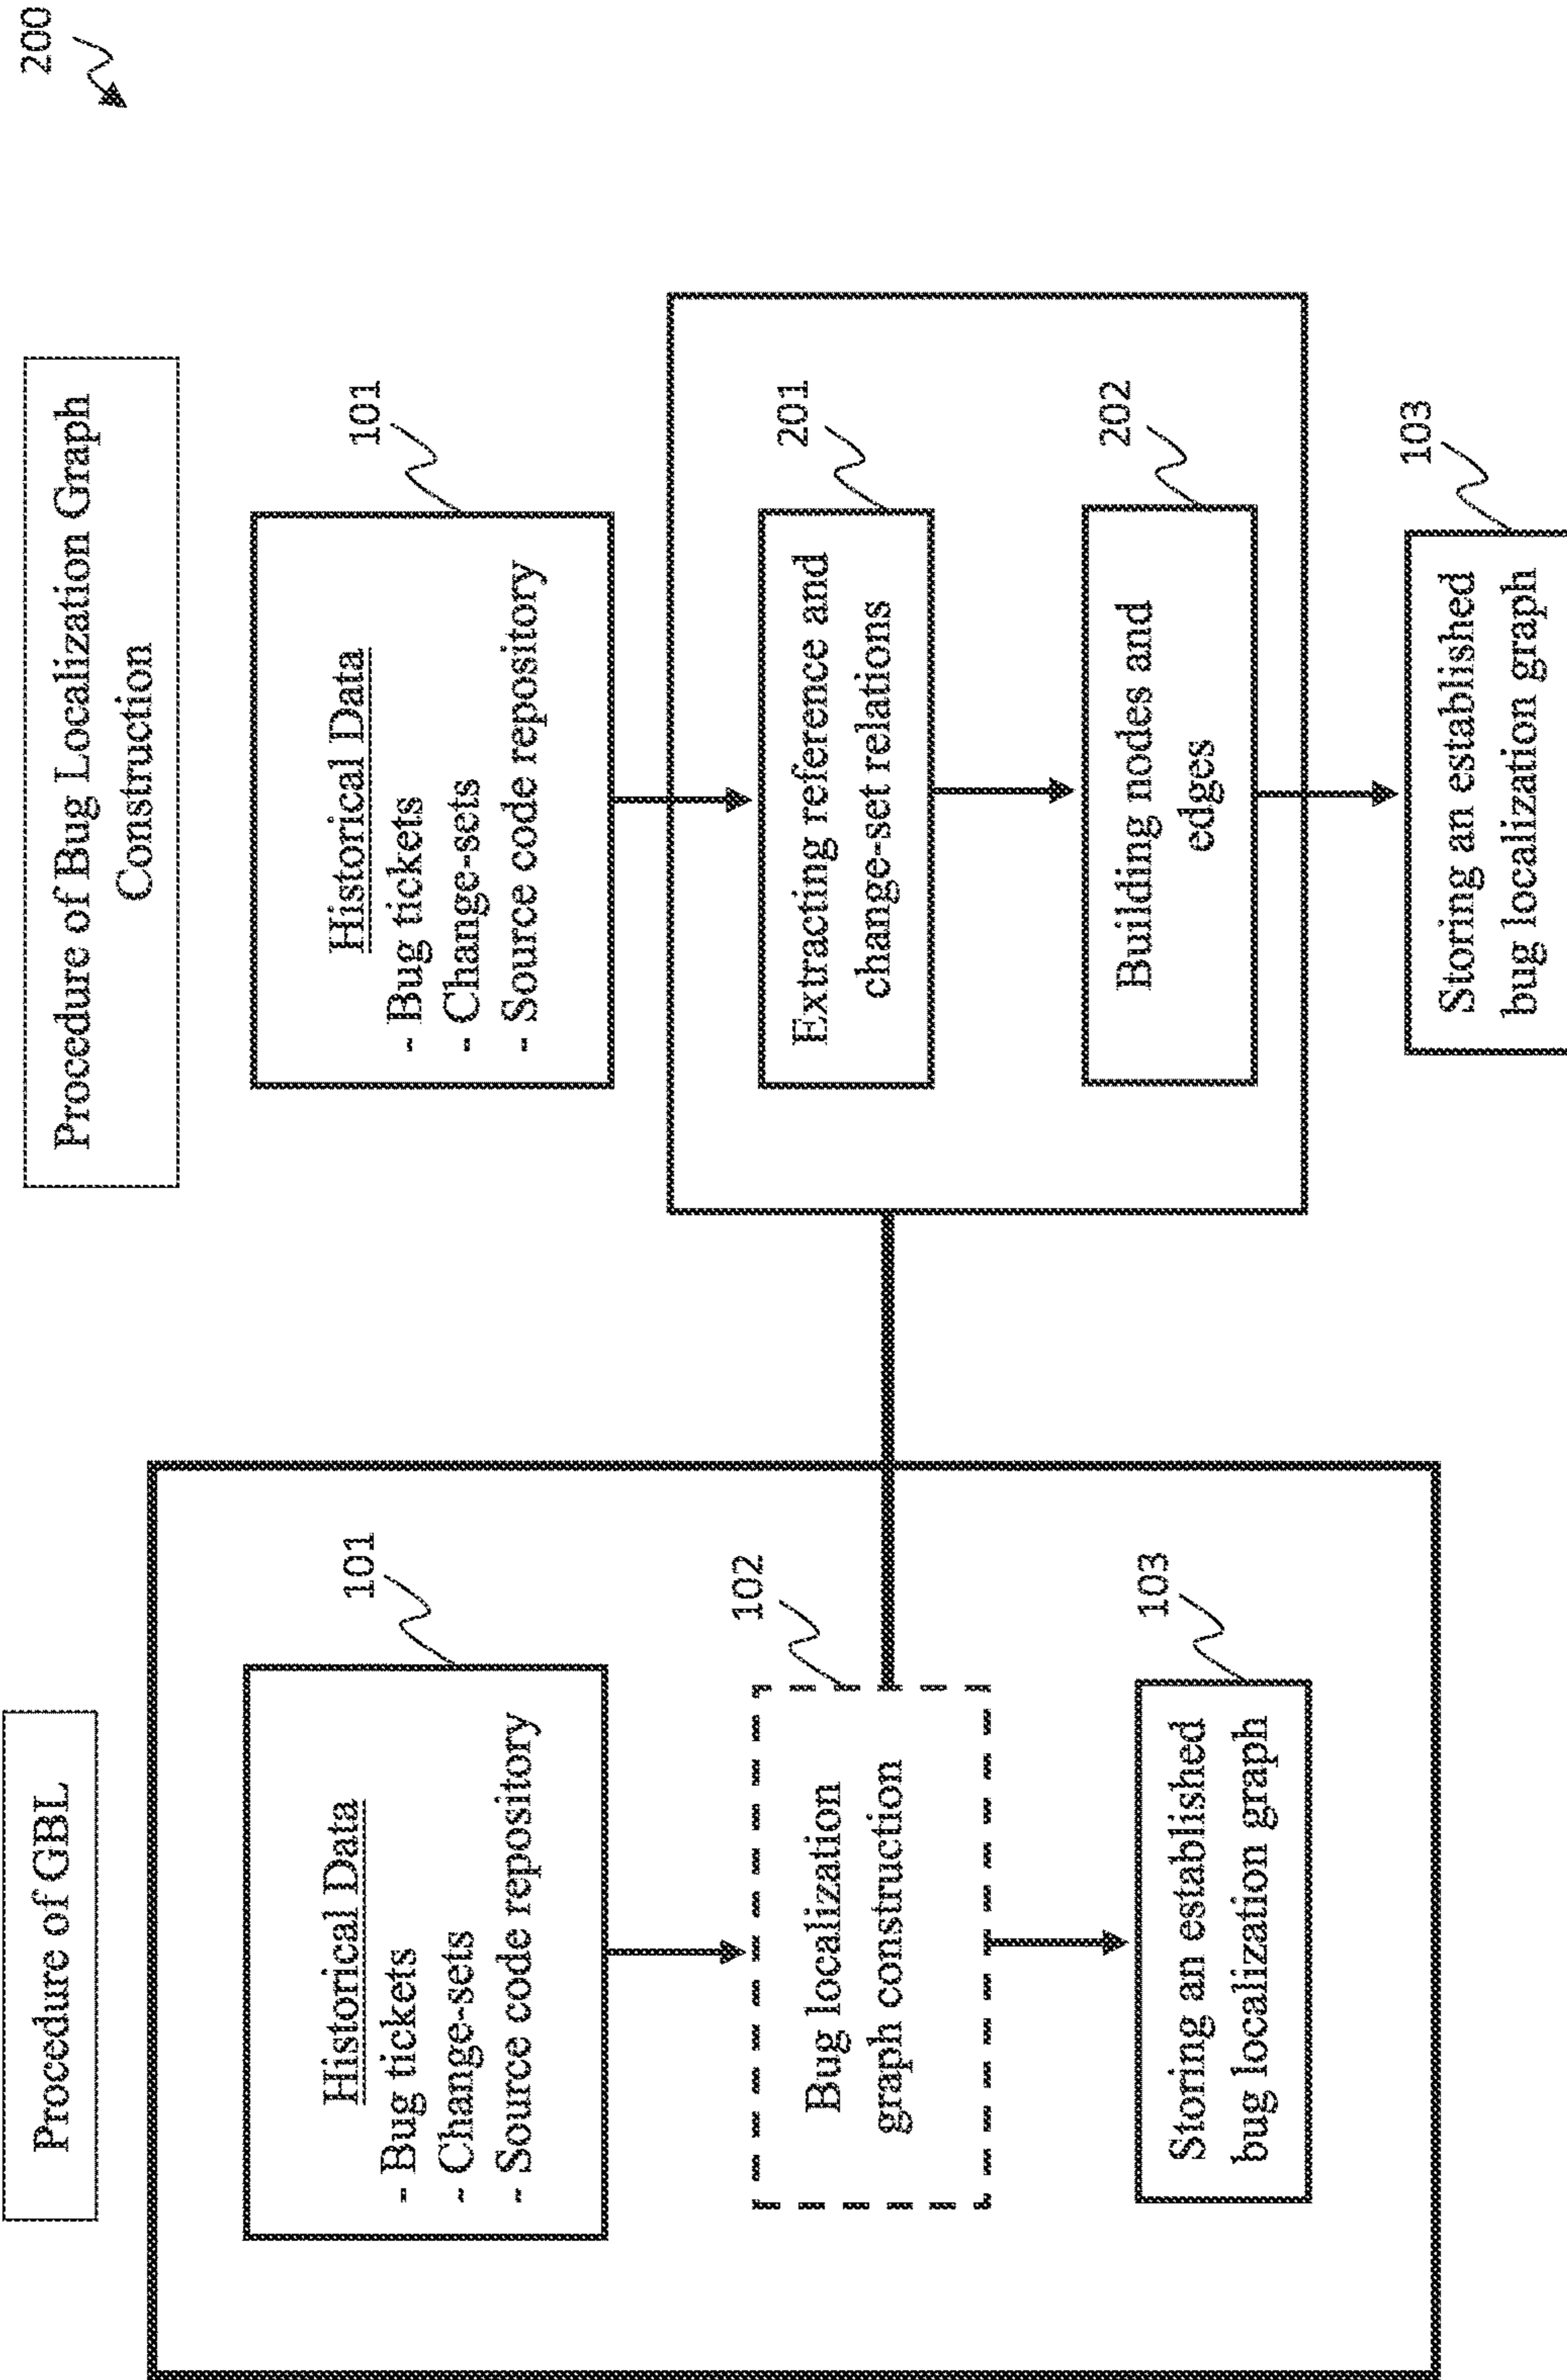 200
Procedure of GBL
101
Historical Data
- Bug tickets
- Change-sets
- Source code repository
102
Bug localization
graph construction
103
Storing an established
bug localization graph
Procedure of Bug Localization Graph
Construction
101
Historical Data
- Bug tickets
- Change-sets
- Source code repository
201
Extracting reference and
change-set relations
202
Building nodes and
edges
103
Storing an established
bug localization graph